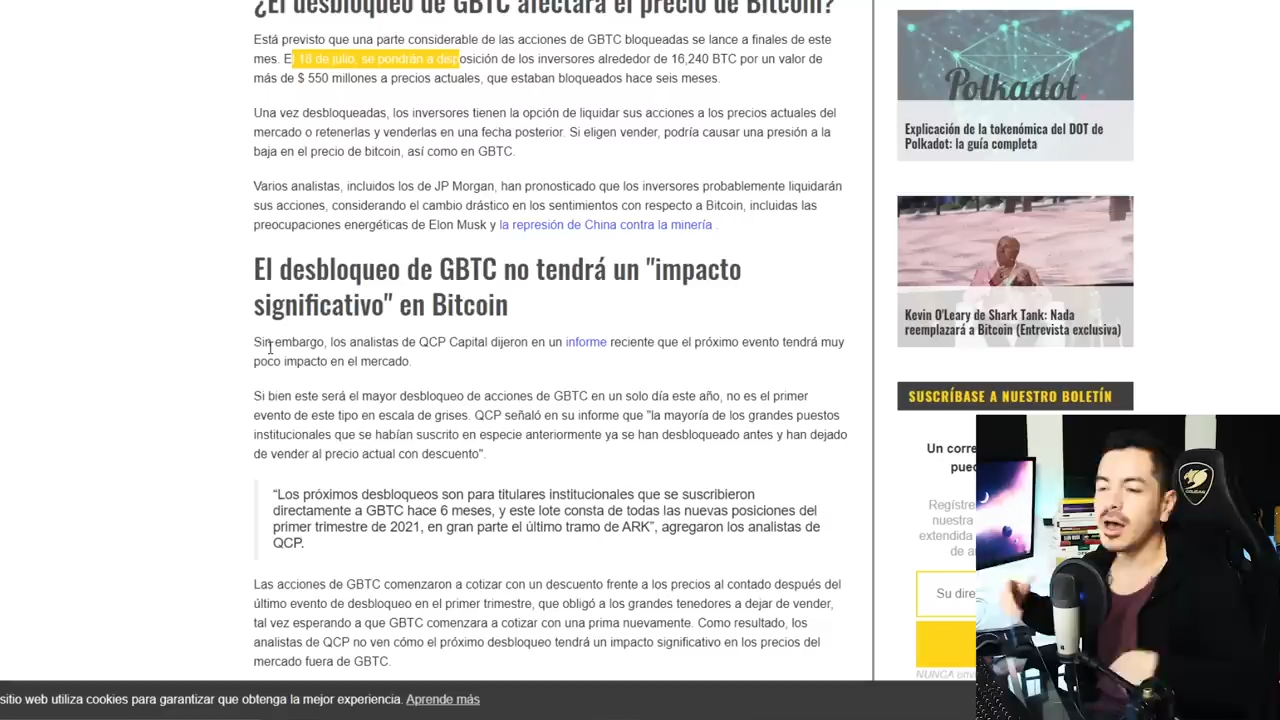 ¿El desbloqueo de GBTC afectará el precio de Bitcoin?
Está previsto que una parte considerable de las acciones de GBTC bloqueadas se lance a finales de este
mes. El 18 de julio, se pondrán a disposición de los inversores alrededor de 16,240 BTC por un valor de
más de $ 550 millones a precios actuales, que estaban bloqueados hace seis meses.
Una vez desbloqueadas, los inversores tienen la opción de liquidar sus acciones a los precios actuales del
mercado o retenerlas y venderlas en una fecha posterior. Si eligen vender, podría causar una presión a la
baja en el precio de bitcoin, así como en GBTC.
Varios analistas, incluidos los de JP Morgan, han pronosticado que los inversores probablemente liquidarán
sus acciones, considerando el cambio drástico en los sentimientos con respecto a Bitcoin, incluidas las
preocupaciones energéticas de Elon Musk y la represión de China contra la minería .
El desbloqueo de GBTC no tendrá un "impacto
significativo" en Bitcoin
Sin embargo, los analistas de QCP Capital dijeron en un informe reciente que el próximo evento tendrá muy
poco impacto en el mercado.
Si bien este será el mayor desbloqueo de acciones de GBTC en un solo día este año, no es el primer
evento de este tipo en escala de grises. QCP señaló en su informe que "la mayoría de los grandes puestos
institucionales que se habían suscrito en especie anteriormente ya se han desbloqueado antes y han dejado
de vender al precio actual con descuento".
“Los próximos desbloqueos son para titulares institucionales que se suscribieron
directamente a GBTC hace 6 meses, y este lote consta de todas las nuevas posiciones del
primer trimestre de 2021, en gran parte el último tramo de ARK”, agregaron los analistas de
QCP.
Las acciones de GBTC comenzaron a cotizar con un descuento frente a los precios al contado después del
último evento de desbloqueo en el primer trimestre, que obligó a los grandes tenedores a dejar de vender,
tal vez esperando a que GBTC comenzara a cotizar con una prima nuevamente. Como resultado, los
analistas de QCP no ven cómo el próximo desbloqueo tendrá un impacto significativo en los precios del
mercado fuera de GBTC.
sitio web utiliza cookies para garantizar que obtenga la mejor experiencia. Aprende más
Polkadot.
Explicación de la tokenómica del DOT de
Polkadot: la guía completa
Kevin O'Leary de Shark Tank: Nada
reemplazará a Bitcoin (Entrevista exclusiva)
SUSCRÍBASE A NUESTRO BOLETÍN
Un corre
pued
Regístre
nuestra
extendida
de a
Su dire
NUNCA
COUGAR